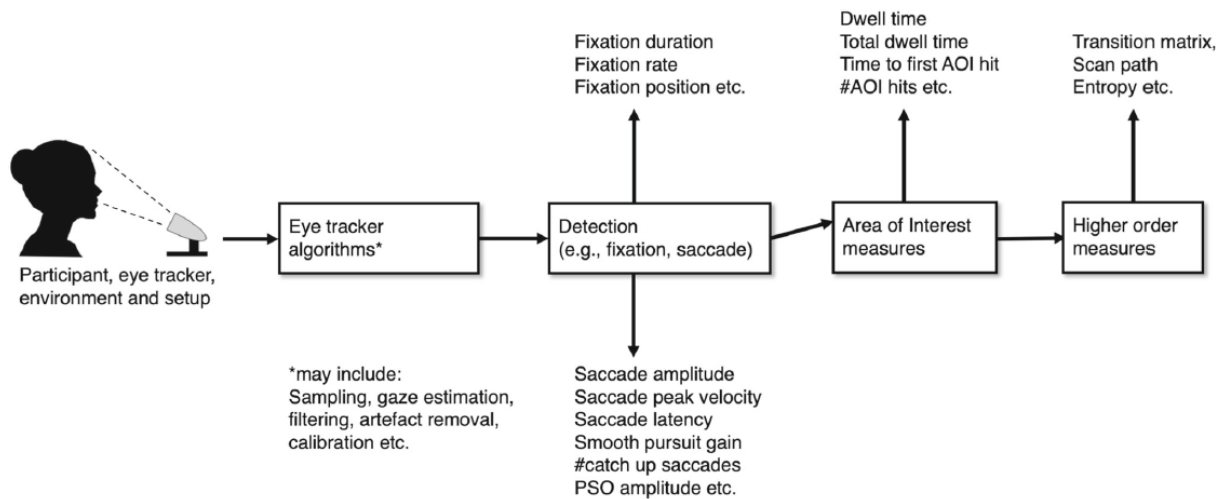 Participant, eye tracker,
environment and setup
Eye tracker
algorithms*
*may include:
Sampling, gaze estimation,
filtering, artefact removal,
calibration etc.
Fixation duration
Fixation rate
Fixation position etc.
Detection
(e.g., fixation, saccade)
Saccade amplitude
Saccade peak velocity
Saccade latency
Smooth pursuit gain
#catch up saccades
PSO amplitude etc.
Dwell time
Total dwell time
Time to first AOI hit
#AOI hits etc.
Area of Interest
measures
Transition matrix,
Scan path
Entropy etc.
Higher order
measures